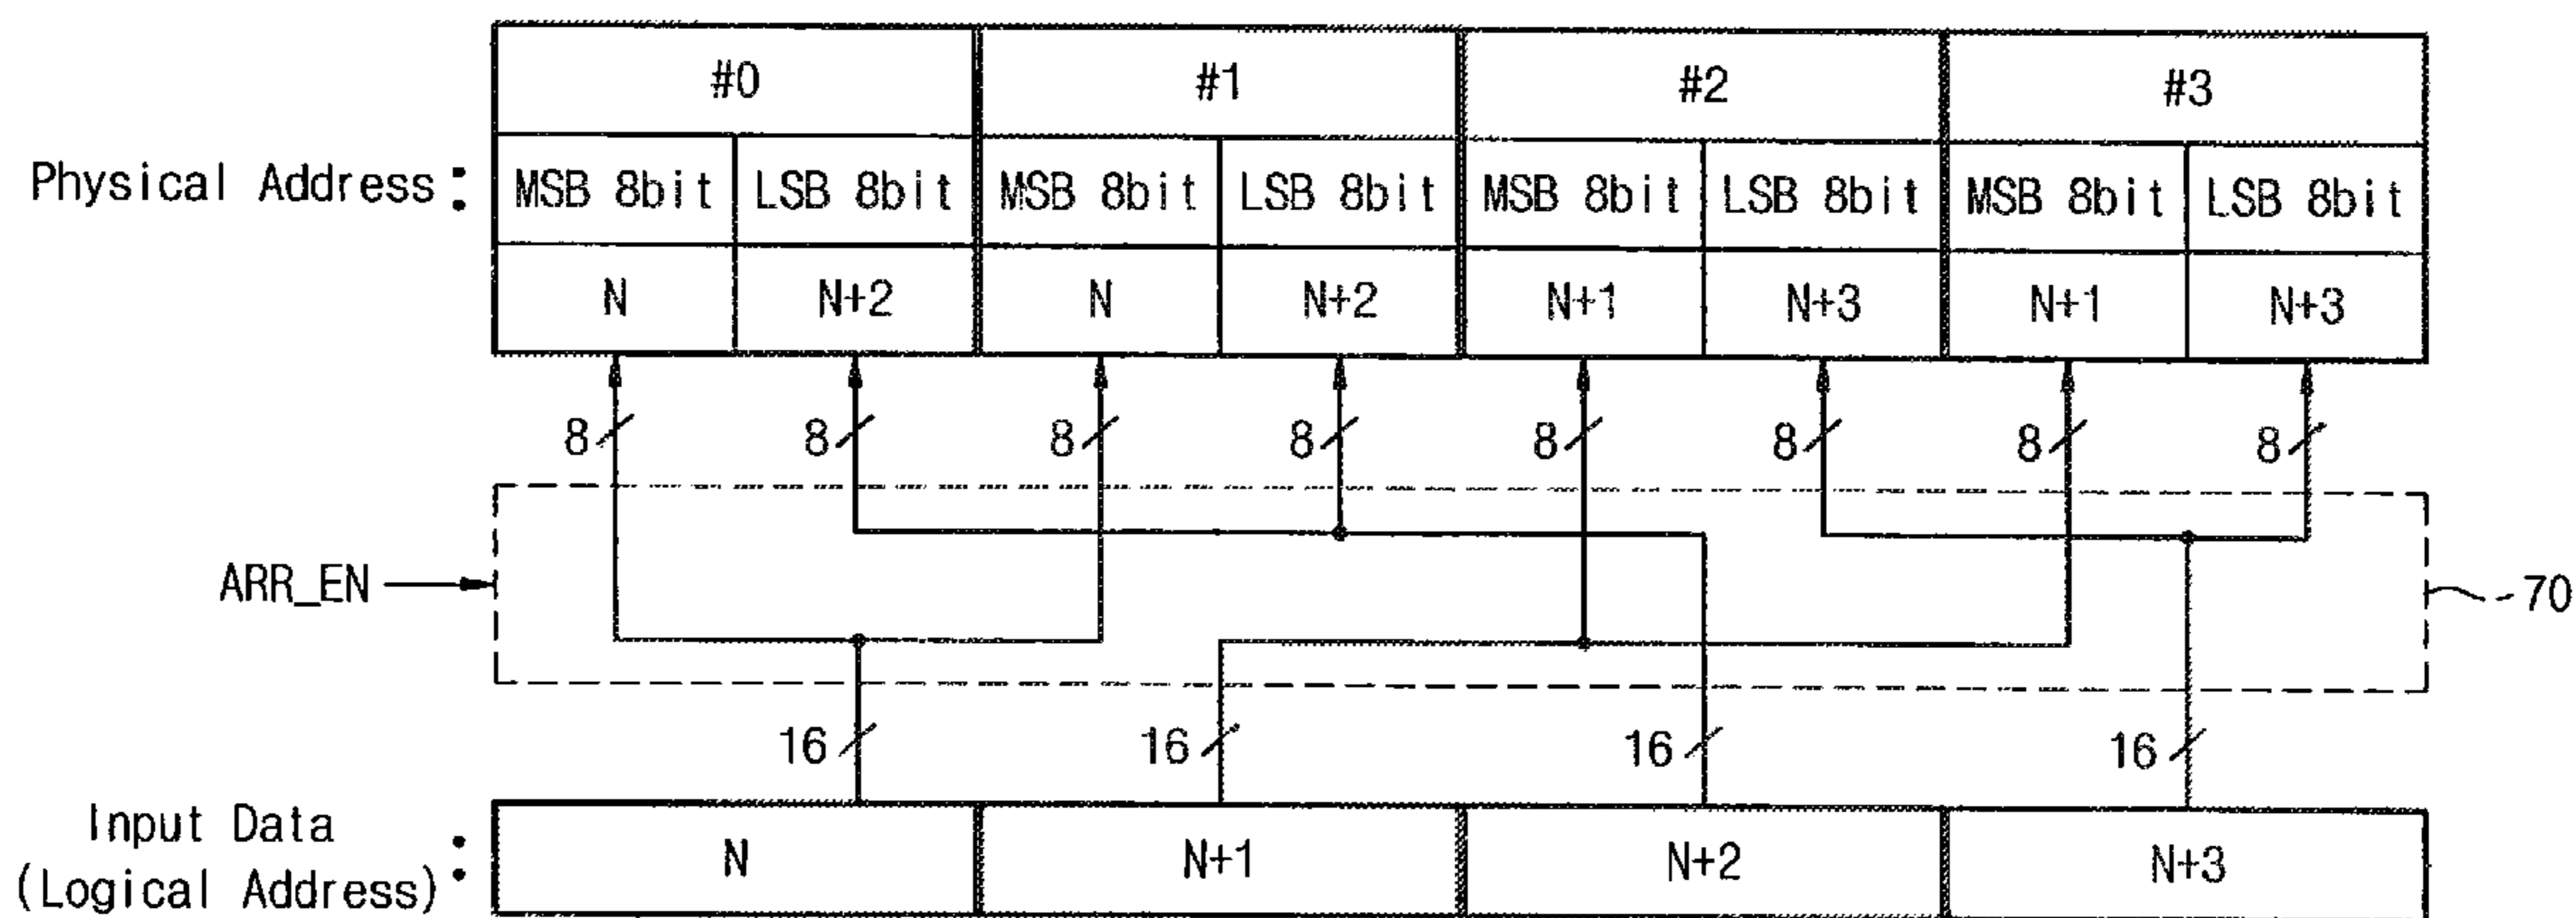 #0 #1 #2 #3
Physical Address : MSB 8bit LSB 8bit MSB 8bit LSB 8bit MSB 8bit LSB 8bit MSB 8bit LSB 8bit
N N+2 N N+2 N+1 N+3 N+1 N+3
8 8 8 8 8 8 8 8
ARR_EN 70
16 16 16 16
Input Data
(Logical Address) : N N+1 N+2 N+3